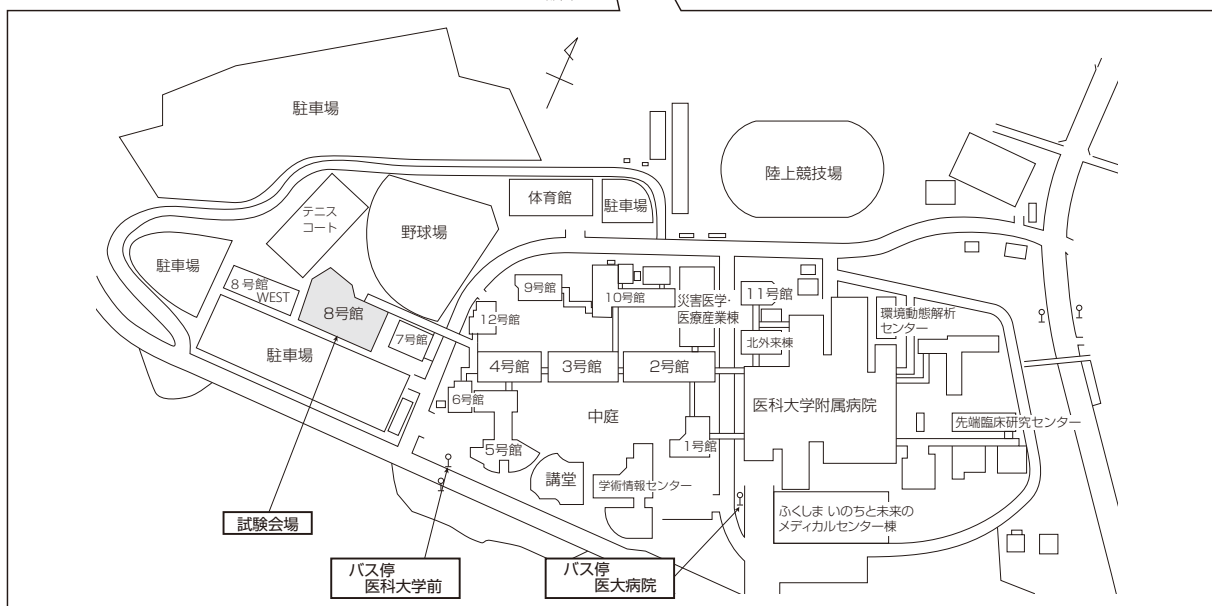 駐車場
陸上競技場
体育館
駐車場
テニス
コート
野球場
駐車場
8号館
WEST
8号館
7号館
駐車場
9号館
10号館
災害医学・
医療産業棟
11号館
環境動態解析
センター
12号館
北外来棟
4号館
3号館
2号館
6号館
中庭
医科大学附属病院
先端臨床研究センター
5号館
1号館
講堂
学術情報センター
ふくしま いのちと未来の
メディカルセンター棟
試験会場
バス停
医科大学前
バス停
医大病院